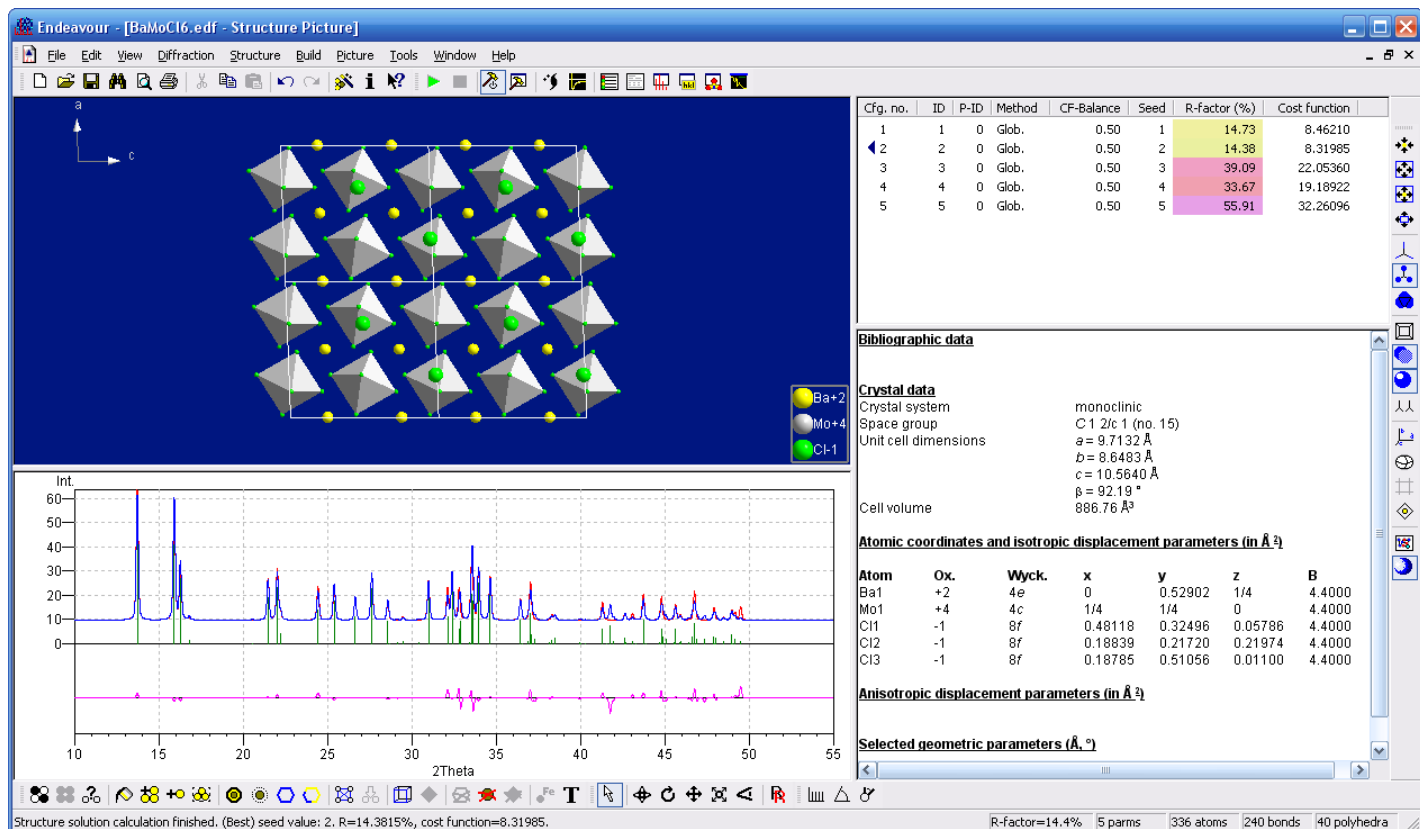 Endeavour - [BaMoCl6.edf - Structure Picture]
File Edit View Diffraction Structure Build Picture Tools Window Help
a
c
Ba+2
Mo+4
Cl-1
Cfg. no. ID P-ID Method CF-Balance Seed R-factor (%) Cost function
1 1 0 Glob. 0.50 1 14.73 8.46210
2 2 0 Glob. 0.50 2 14.38 8.31985
3 3 0 Glob. 0.50 3 39.09 22.05360
4 4 0 Glob. 0.50 4 33.67 19.18922
5 5 0 Glob. 0.50 5 55.91 32.26096
Bibliographic data
Crystal data
Crystal system monoclinic
Space group C 1 2/c 1 (no. 15)
Unit cell dimensions a = 9.7132 Å
b = 8.6483 Å
c = 10.5640 Å
β = 92.19 °
Cell volume 886.76 Å³
Atomic coordinates and isotropic displacement parameters (in Å ²)
Atom Ox. Wyck. x y z B
Ba1 +2 4e 0 0.52902 1/4 4.4000
Mo1 +4 4c 1/4 1/4 0 4.4000
Cl1 -1 8f 0.48118 0.32496 0.05786 4.4000
Cl2 -1 8f 0.18839 0.21720 0.21974 4.4000
Cl3 -1 8f 0.18785 0.51056 0.01100 4.4000
Anisotropic displacement parameters (in Å ²)
Selected geometric parameters (Å, °)
Int.
60
50
40
30
20
10
0
10 15 20 25 30 35 40 45 50 55
2Theta
Fe T
Structure solution calculation finished. (Best) seed value: 2. R=14.3815%, cost function=8.31985.
R-factor=14.4% 5 parms 336 atoms 240 bonds 40 polyhedra